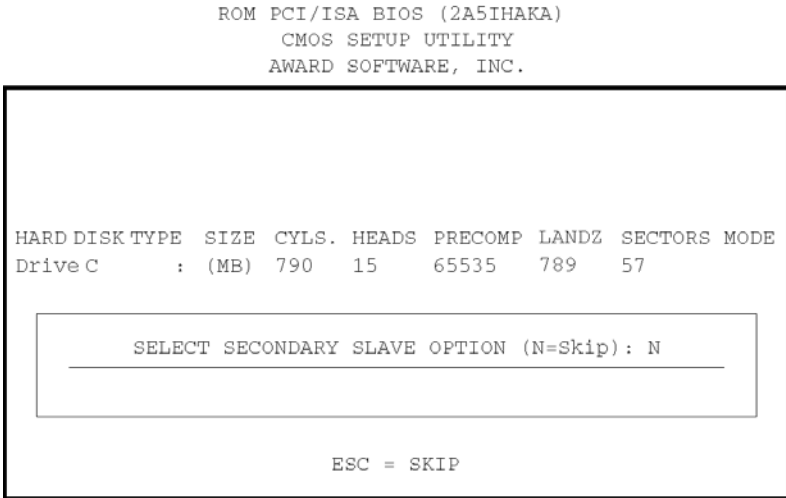 ROM PCI/ISA BIOS (2A5IHAKA)
CMOS SETUP UTILITY
AWARD SOFTWARE, INC.
HARD DISK TYPE SIZE CYLS. HEADS PRECOMP LANDZ SECTORS MODE
Drive C : (MB) 790 15 65535 789 57
SELECT SECONDARY SLAVE OPTION (N=Skip): N
ESC = SKIP